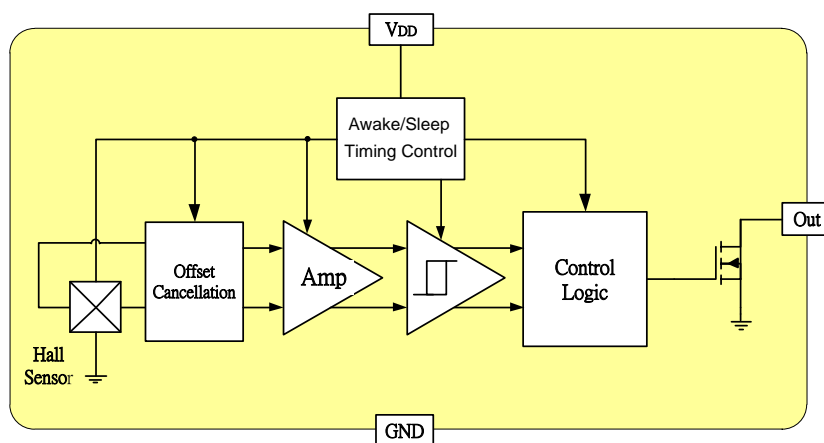 VDD
Awake/Sleep
Timing Control
Out
Offset
Cancellation
Amp
Control
Logic
Hall
Sensor
GND